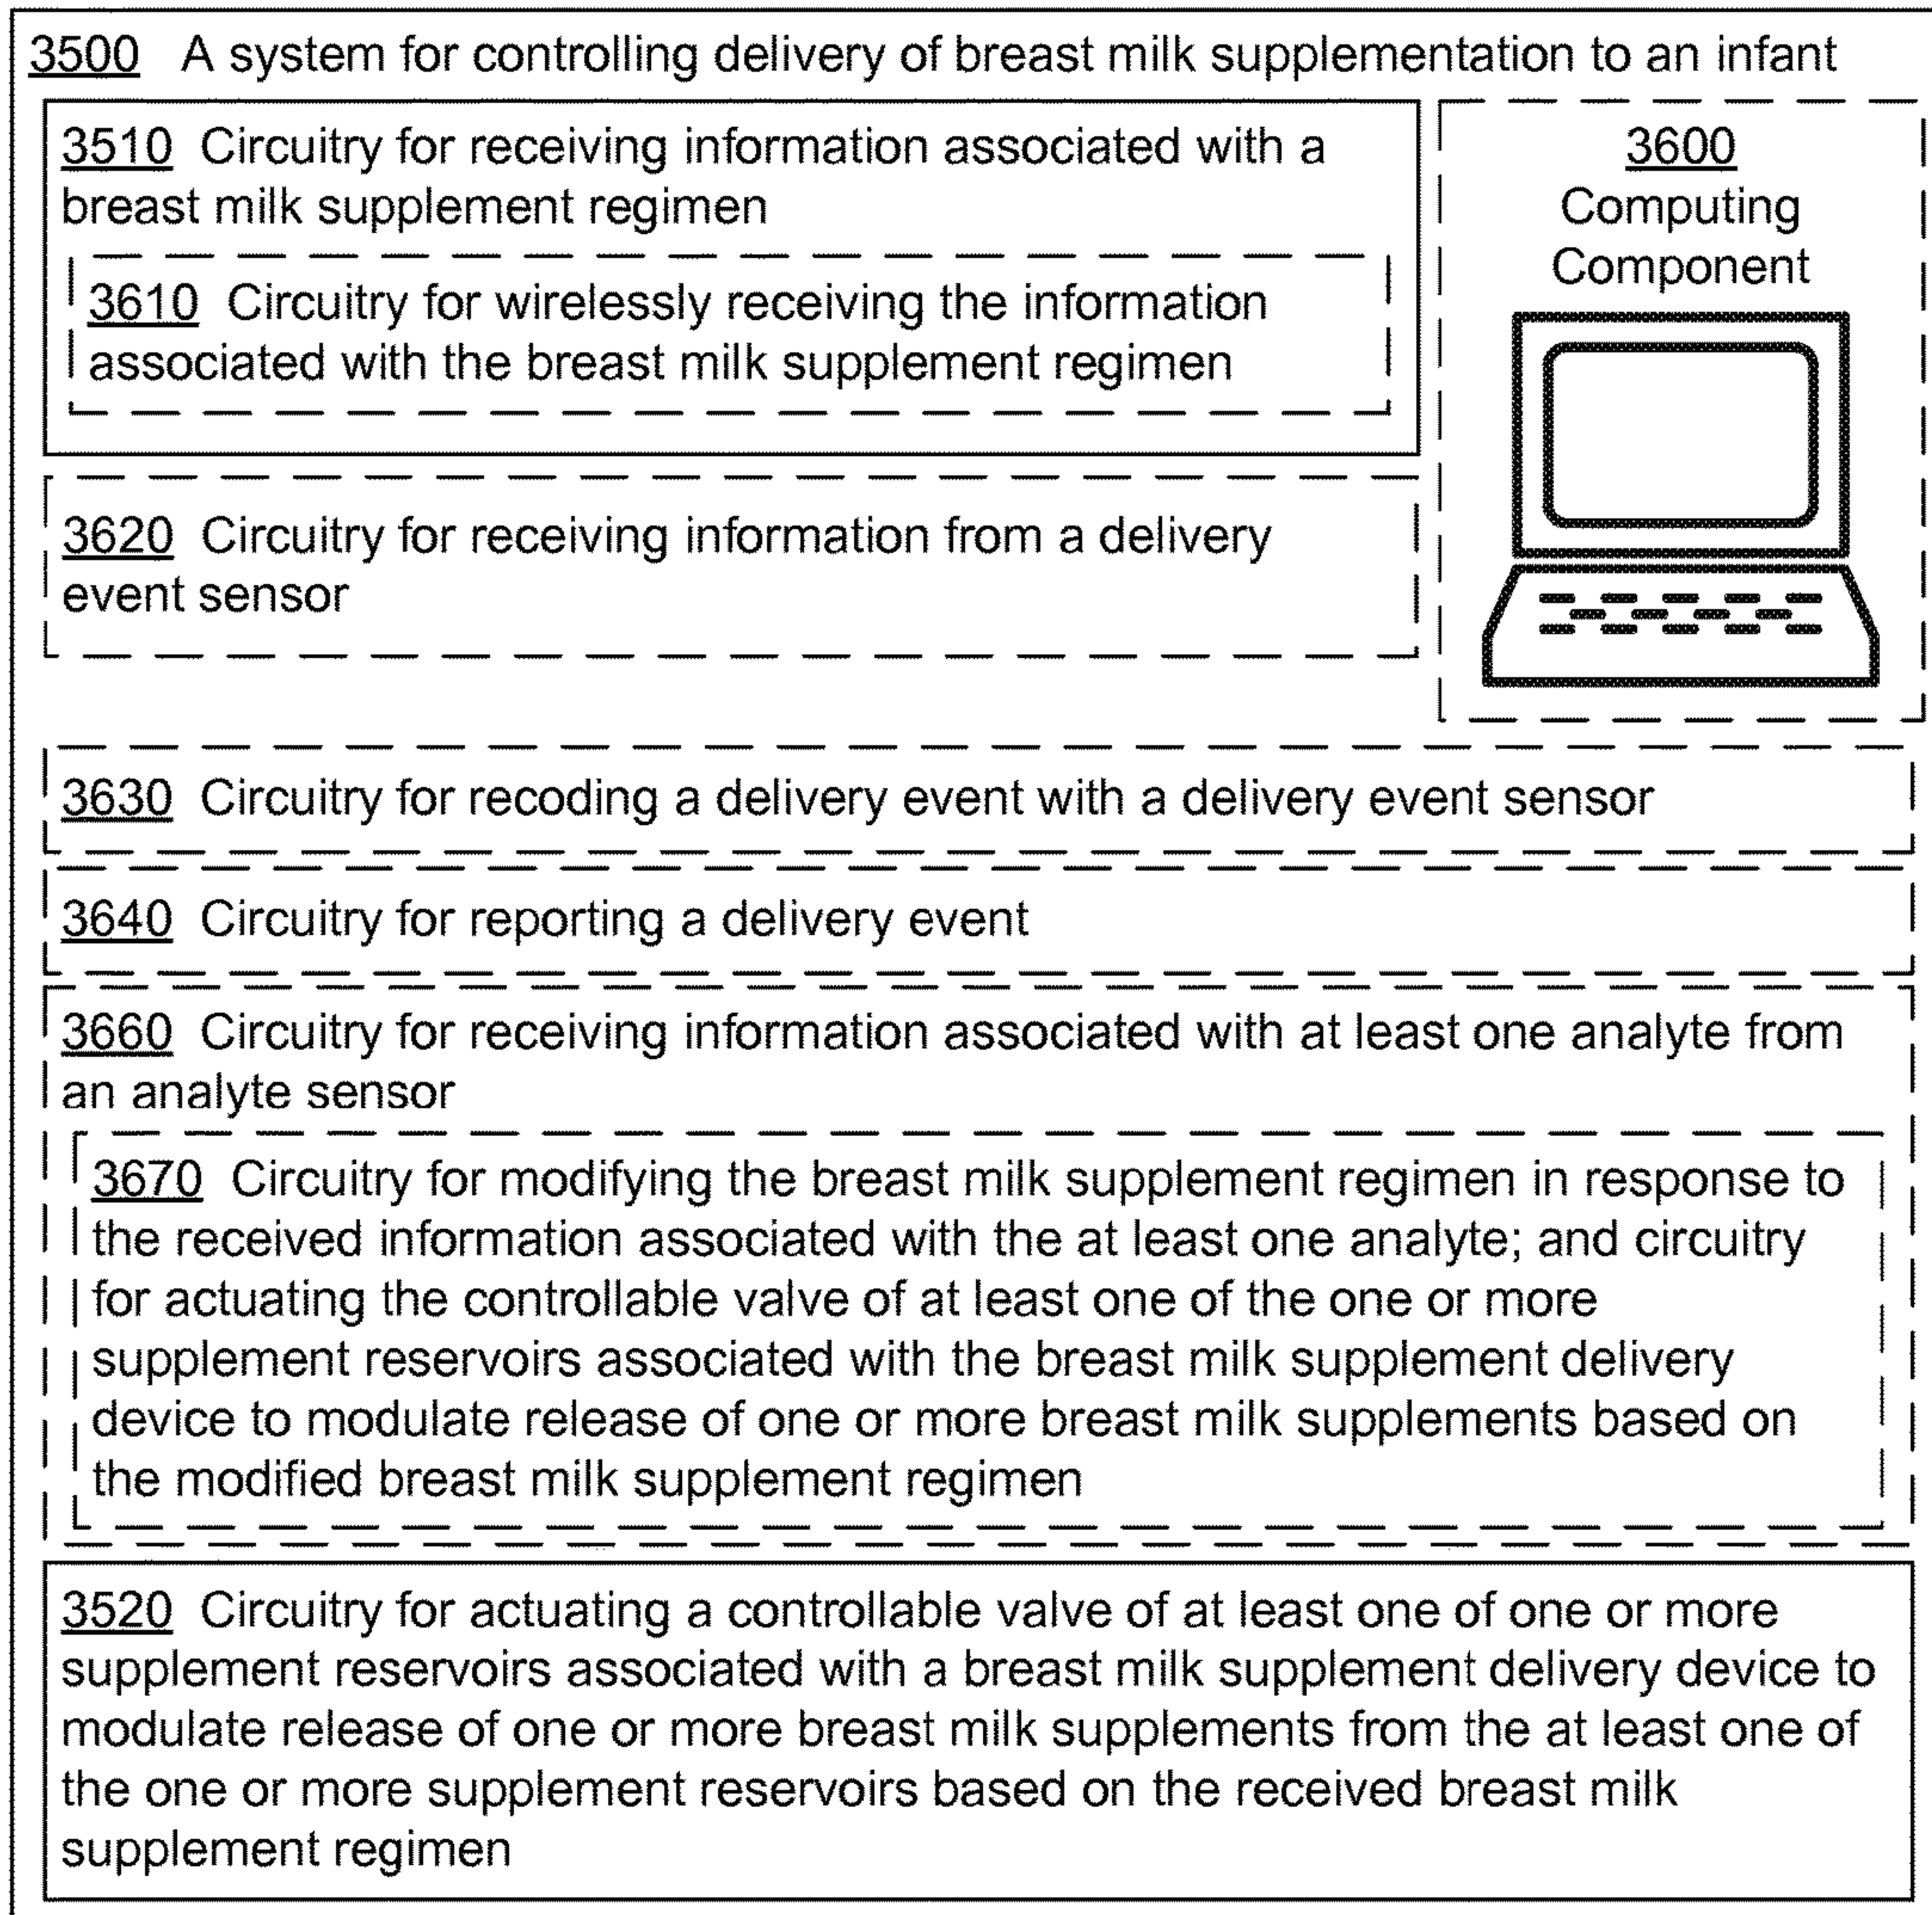 3500 A system for controlling delivery of breast milk supplementation to an infant
3510 Circuitry for receiving information associated with a
breast milk supplement regimen
3610 Circuitry for wirelessly receiving the information
associated with the breast milk supplement regimen
3600
Computing
Component
3620 Circuitry for receiving information from a delivery
event sensor
3630 Circuitry for recoding a delivery event with a delivery event sensor
3640 Circuitry for reporting a delivery event
3660 Circuitry for receiving information associated with at least one analyte from
an analyte sensor
3670 Circuitry for modifying the breast milk supplement regimen in response to
the received information associated with the at least one analyte; and circuitry
for actuating the controllable valve of at least one of the one or more
supplement reservoirs associated with the breast milk supplement delivery
device to modulate release of one or more breast milk supplements based on
the modified breast milk supplement regimen
3520 Circuitry for actuating a controllable valve of at least one of one or more
supplement reservoirs associated with a breast milk supplement delivery device to
modulate release of one or more breast milk supplements from the at least one of
the one or more supplement reservoirs based on the received breast milk
supplement regimen